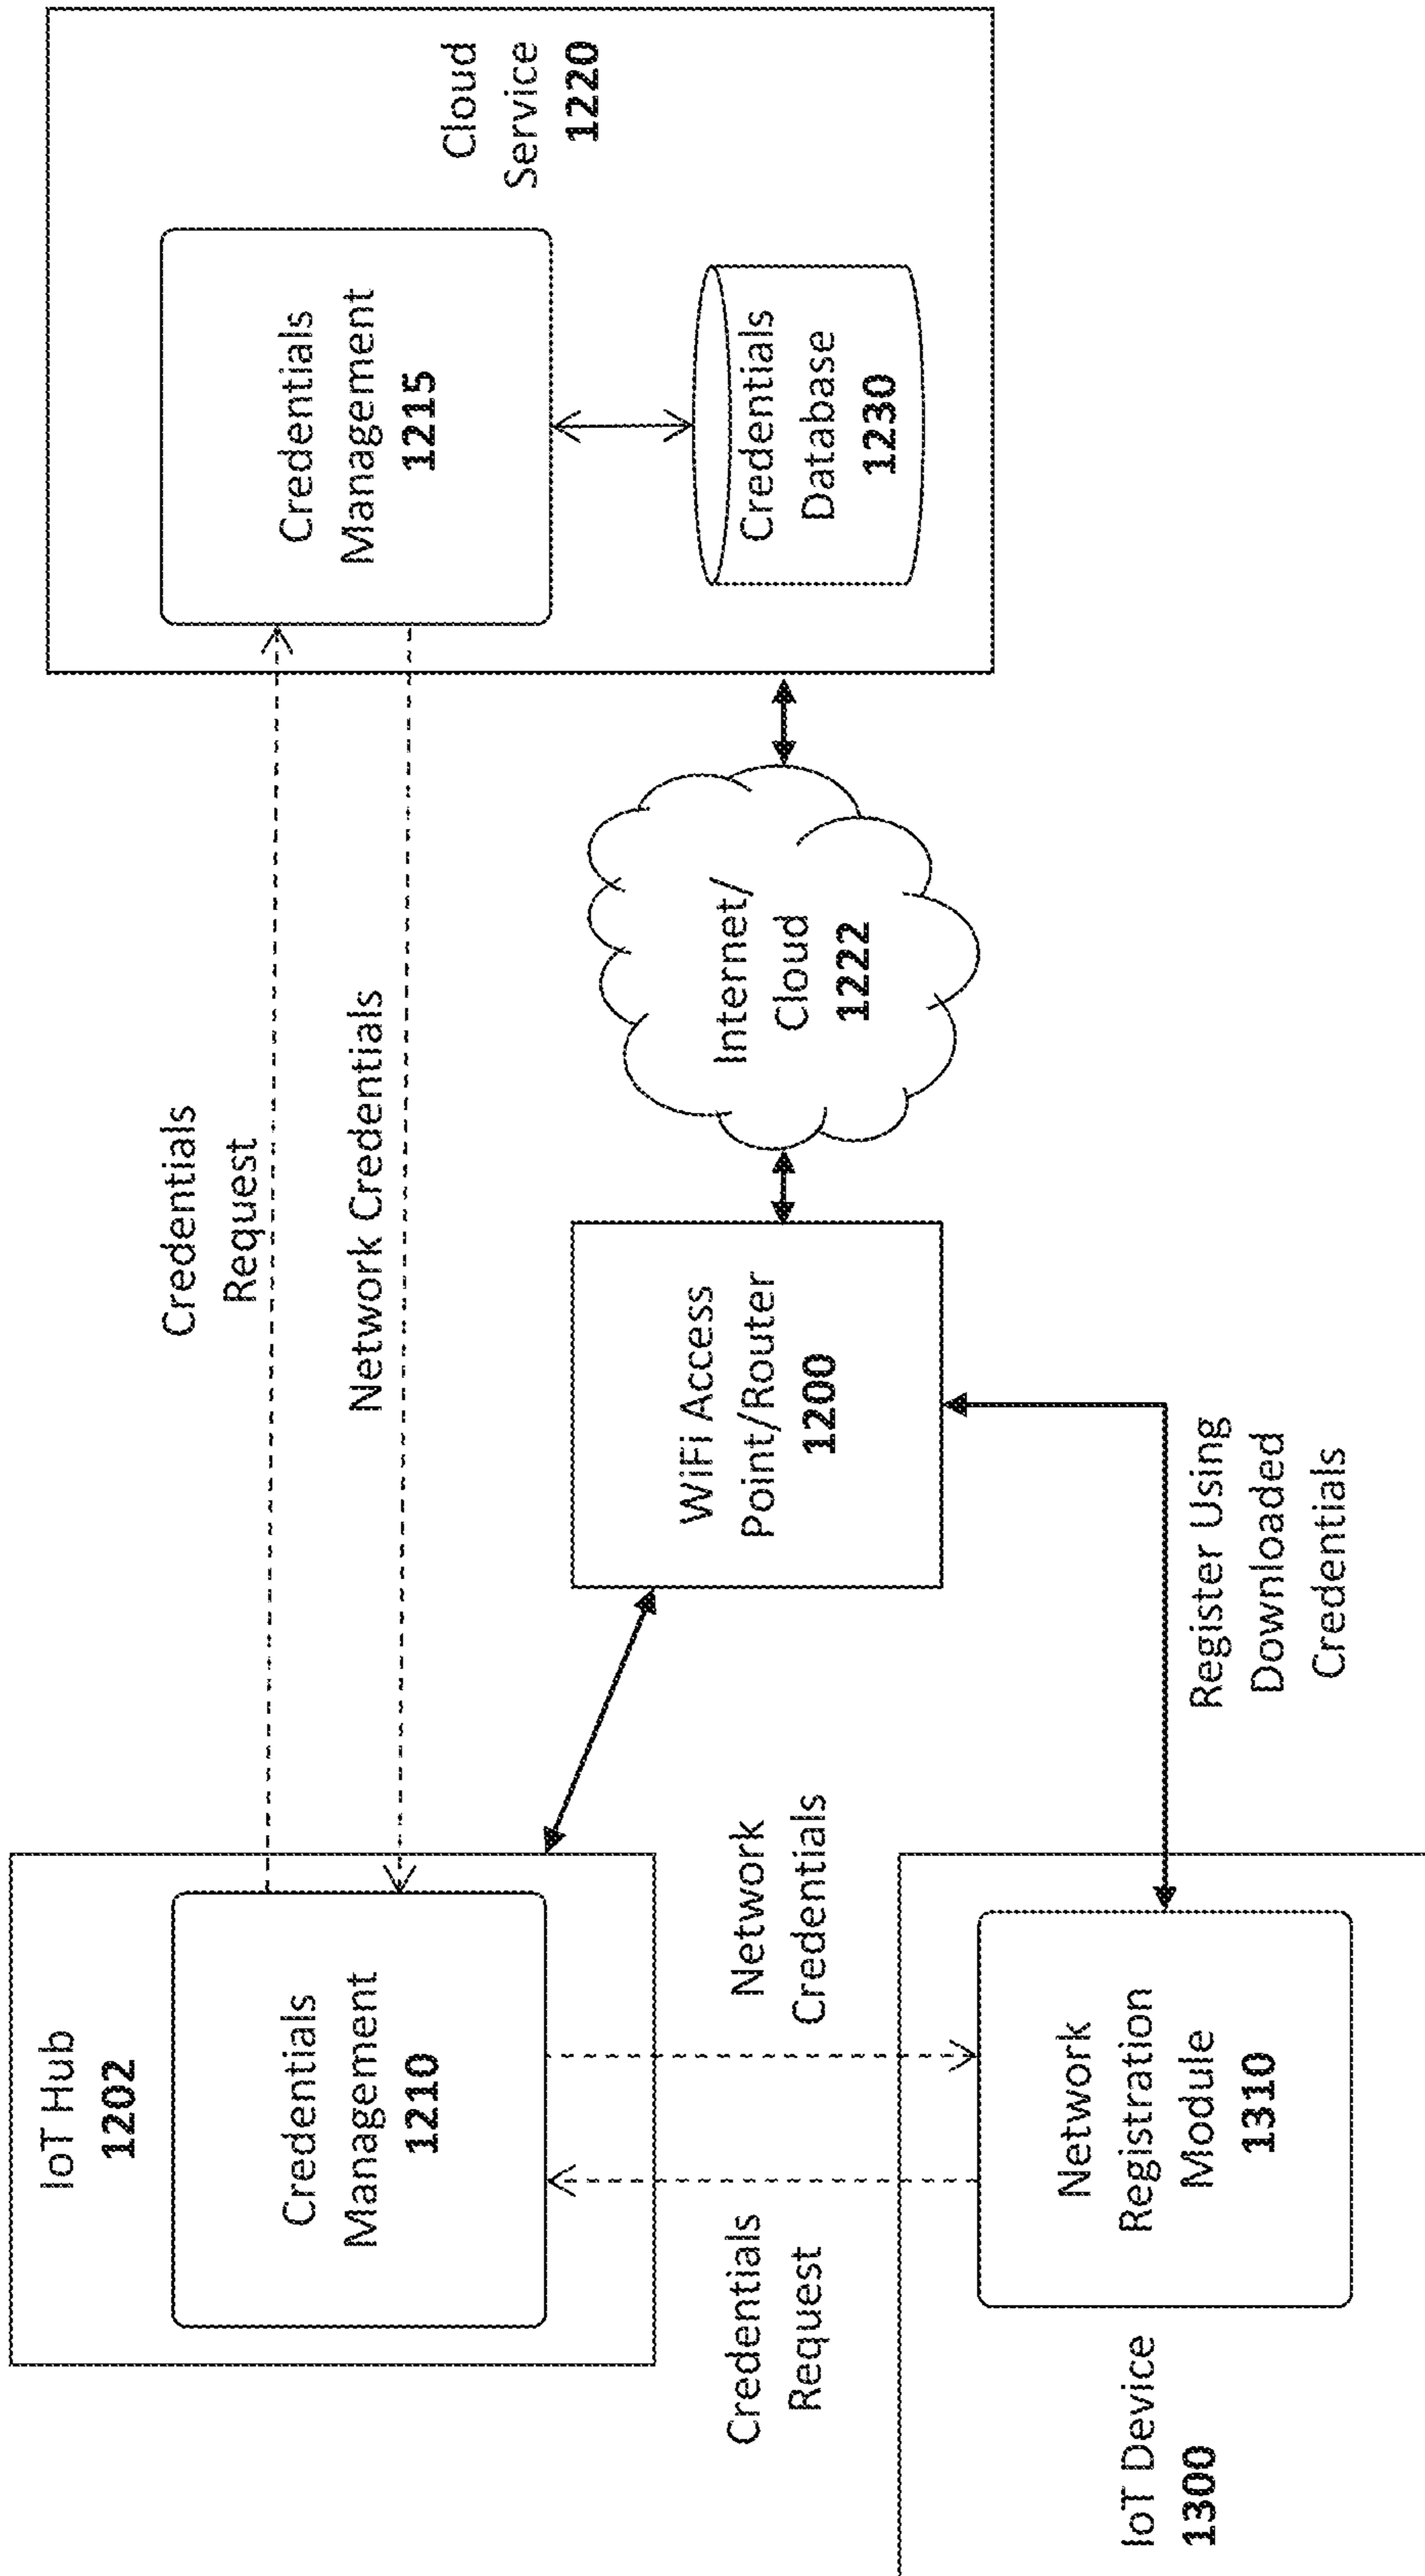 IoT Hub
1202
Credentials
Management
1210
Credentials
Request
Network Credentials
Credentials
Management
1215
Cloud
Service
1220
Credentials
Database
1230
Internet/
Cloud
1222
WiFi Access
Point/Router
1200
Credentials
Request
Network
Credentials
IoT Device
1300
Network
Registration
Module
1310
Register Using
Downloaded
Credentials